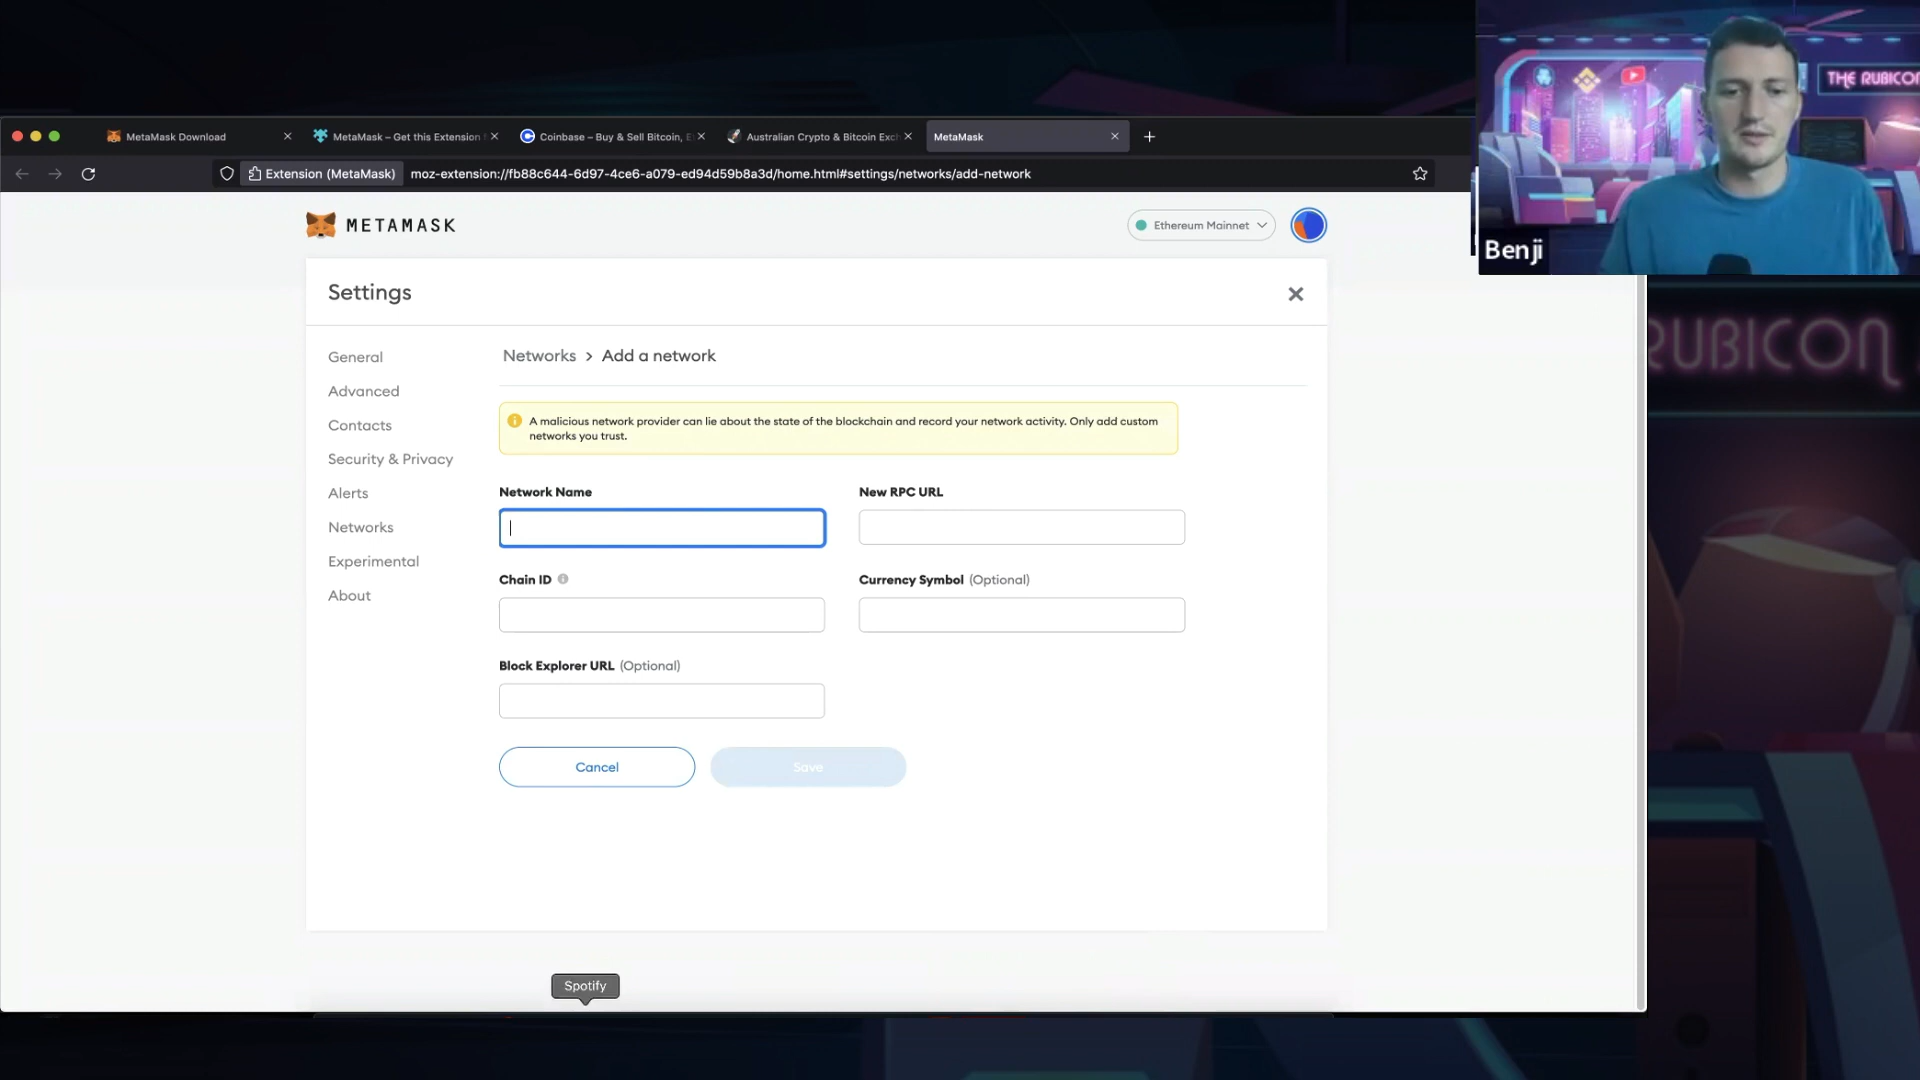 MetaMask Download
MetaMask – Get this Extension
Coinbase – Buy & Sell Bitcoin, E
Australian Crypto & Bitcoin Exch
MetaMask
Extension (MetaMask)
moz-extension://fb88c644-6d97-4ce6-a079-ed94d59b8a3d/home.html#settings/networks/add-network
THE RUBICON
Benji
RUBICON
METAMASK
Ethereum Mainnet
Settings
General
Advanced
Contacts
Security & Privacy
Alerts
Networks
Experimental
About
Networks > Add a network
A malicious network provider can lie about the state of the blockchain and record your network activity. Only add custom
networks you trust.
Network Name
New RPC URL
Chain ID
Currency Symbol (Optional)
Block Explorer URL (Optional)
Cancel
Save
Spotify